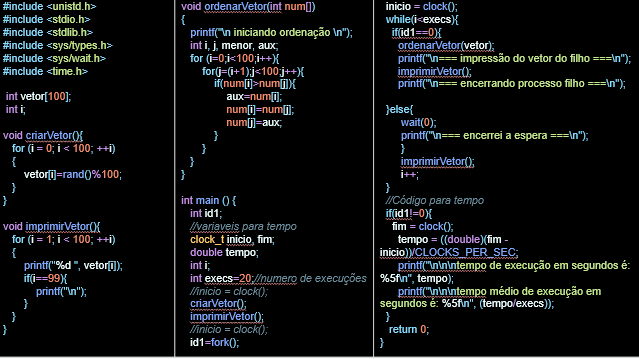 #include <unistd.h>
#include <stdio.h>
#include <stdlib.h>
#include <sys/types.h>
#include <sys/wait.h>
#include <time.h>
int vetor[100];
int i;
void criarVetor(){
for (i = 0; i < 100; ++i)
{
vetor[i]=rand()%100;
}
}
void imprimirVetor(){
for (i = 1; i < 100; ++i)
{
printf("%d ", vetor[i]);
if(i==99){
printf("\n");
}
}
}
void ordenarVetor(int num[])
{
printf("\n iniciando ordenação \n");
int i, j, menor, aux;
for (i=0;i<100;i++){
for(j=(i+1);j<100;j++){
if(num[i]>num[j]){
aux=num[i];
num[i]=num[j];
num[j]=aux;
}
}
}
}
int main () {
int id1;
//variaveis para tempo
clock_t inicio, fim;
double tempo;
int i;
int execs=20;//numero de execuções
//inicio = clock();
criarVetor();
imprimirVetor();
//inicio = clock();
id1=fork();
inicio = clock();
while(i<execs){
if(id1==0){
ordenarVetor(vetor);
printf("\n=== impressão do vetor do filho ===\n");
imprimirVetor();
printf("\n=== encerrando processo filho ===\n");
}else{
wait(0);
printf("\n=== encerrei a espera ===\n");
}
imprimirVetor();
i++;
}
//Código para tempo
if(id1!=0){
fim = clock();
tempo = ((double)(fim -
inicio))/CLOCKS_PER_SEC;
printf("\n\n\ntempo de execução em segundos é:
%5f\n", tempo);
printf("\n\n\ntempo médio de execução em
segundos é: %5f\n", (tempo/execs));
}
return 0;
}